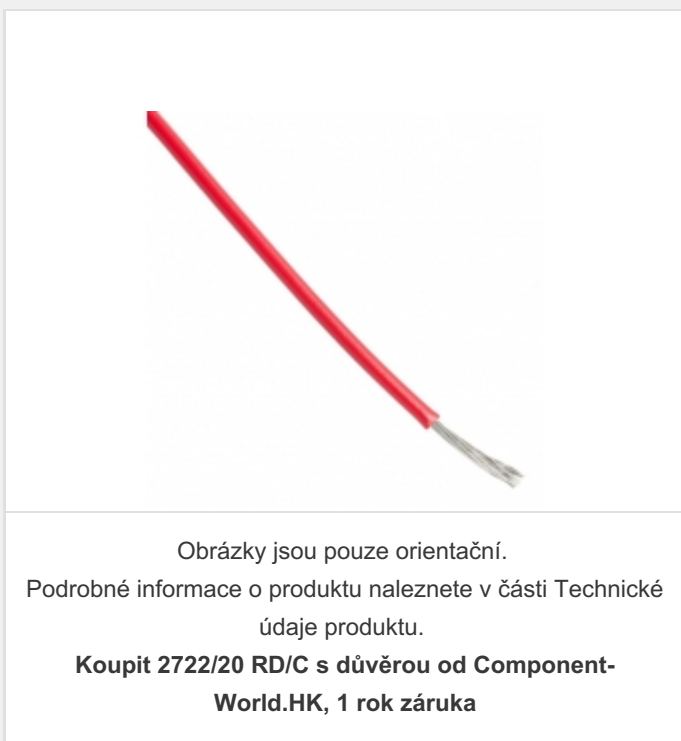 Obrázky jsou pouze orientační.
Podrobné informace o produktu naleznete v části Technické
údaje produktu.
Koupit 2722/20 RD/C s důvěrou od Component-
World.HK, 1 rok záruka